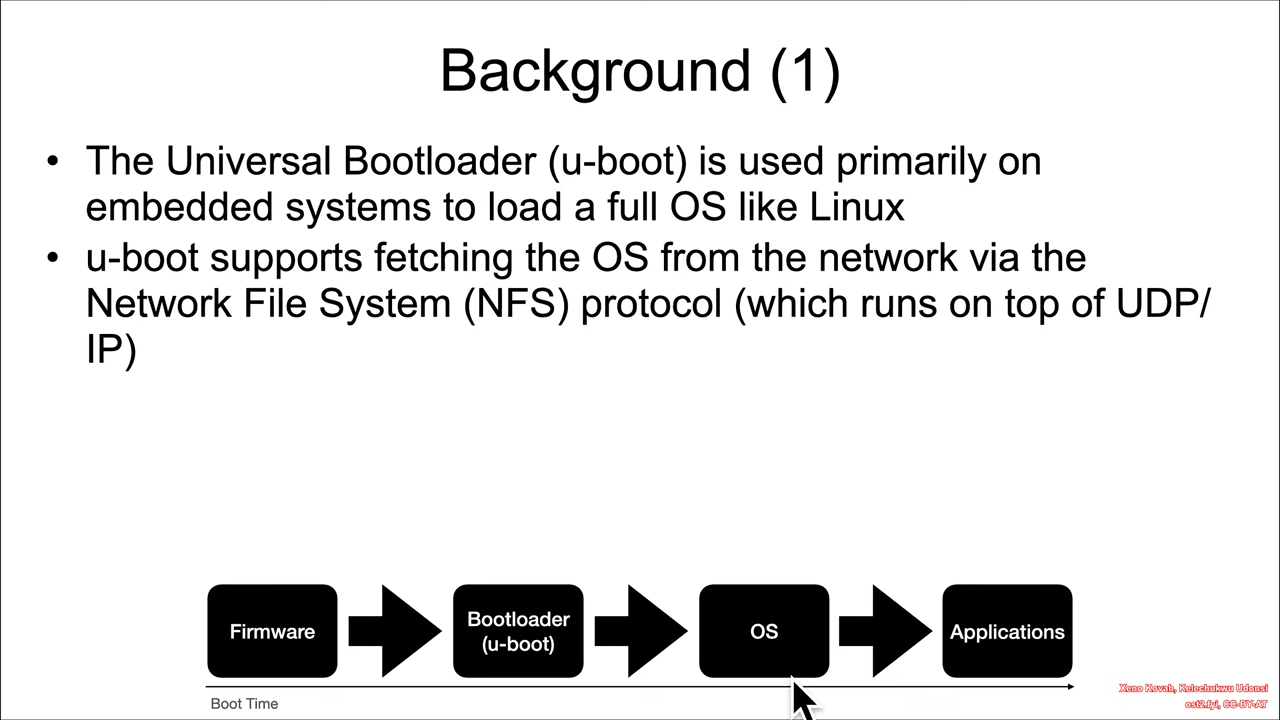 Background (1)
• The Universal Bootloader (u-boot) is used primarily on
embedded systems to load a full OS like Linux
• u-boot supports fetching the OS from the network via the
Network File System (NFS) protocol (which runs on top of UDP/
IP)
Firmware
Bootloader
(u-boot)
OS
Applications
Boot Time
Xeno Kovah, Kelechukwu Udonsi
ost2.fyi, CC-BY-AT